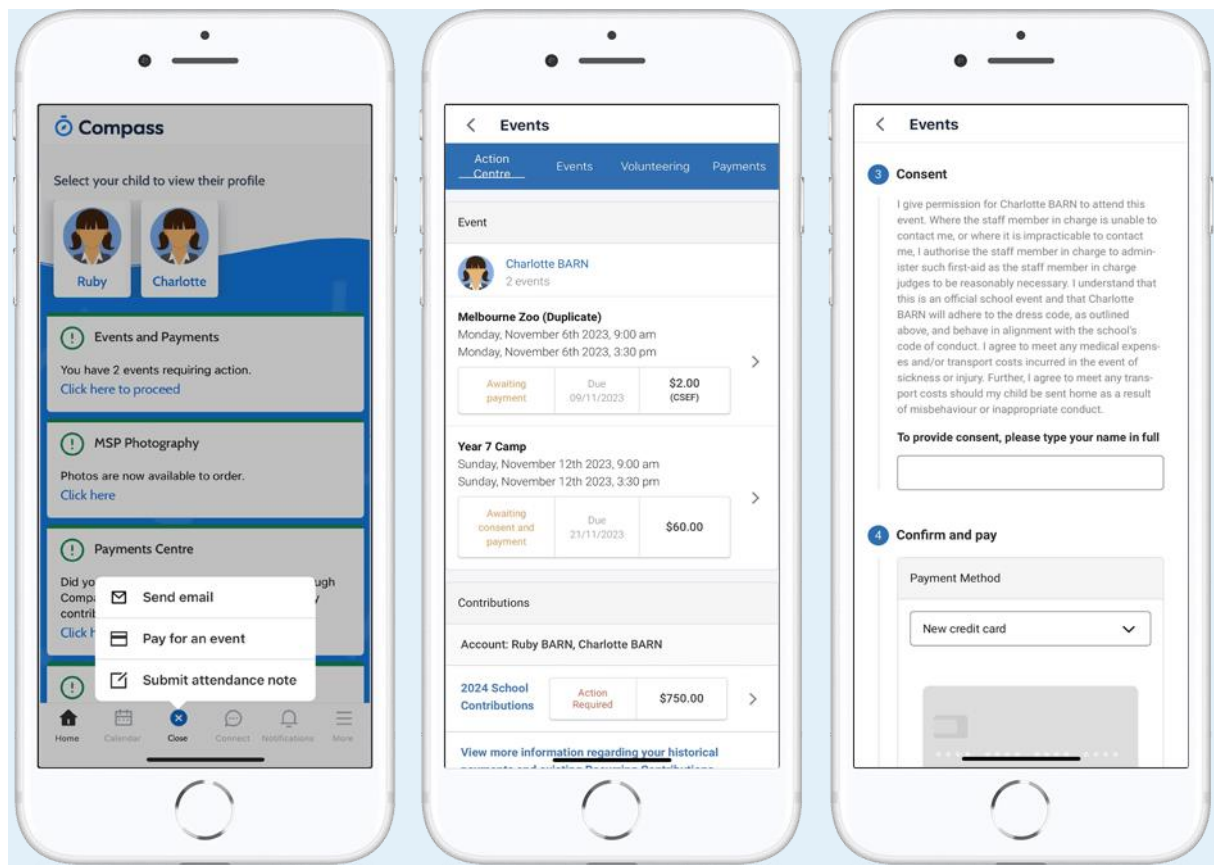 Compass
Select your child to view their profile
Ruby
Charlotte
Events and Payments
You have 2 events requiring action.
Click here to proceed
MSP Photography
Photos are now available to order.
Click here
Payments Centre
Did yo
ugh
Compa
y
contrib
Click h
Send email
Pay for an event
Submit attendance note
Home
Calendar
Close
Connect
Notifications
More
Events
Action Centre
Events
Volunteering
Payments
Event
Charlotte BARN
2 events
Melbourne Zoo (Duplicate)
Monday, November 6th 2023, 9:00 am
Monday, November 6th 2023, 3:30 pm
Awaiting
payment
Due
09/11/2023
$2.00
(CSEF)
Year 7 Camp
Sunday, November 12th 2023, 9:00 am
Sunday, November 12th 2023, 3:30 pm
Awaiting
consent and
payment
Due
21/11/2023
$60.00
Contributions
Account: Ruby BARN, Charlotte BARN
2024 School
Contributions
Action
Required
$750.00
View more information regarding your historical
payments and existing Recurring Contributions
Events
3 Consent
I give permission for Charlotte BARN to attend this
event. Where the staff member in charge is unable to
contact me, or where it is impracticable to contact
me, I authorise the staff member in charge to admin-
ister such first-aid as the staff member in charge
judges to be reasonably necessary. I understand that
this is an official school event and that Charlotte
BARN will adhere to the dress code, as outlined
above, and behave in alignment with the school's
code of conduct. I agree to meet any medical expens-
es and/or transport costs incurred in the event of
sickness or injury. Further, I agree to meet any trans-
port costs should my child be sent home as a result
of misbehaviour or inappropriate conduct.
To provide consent, please type your name in full
4 Confirm and pay
Payment Method
New credit card